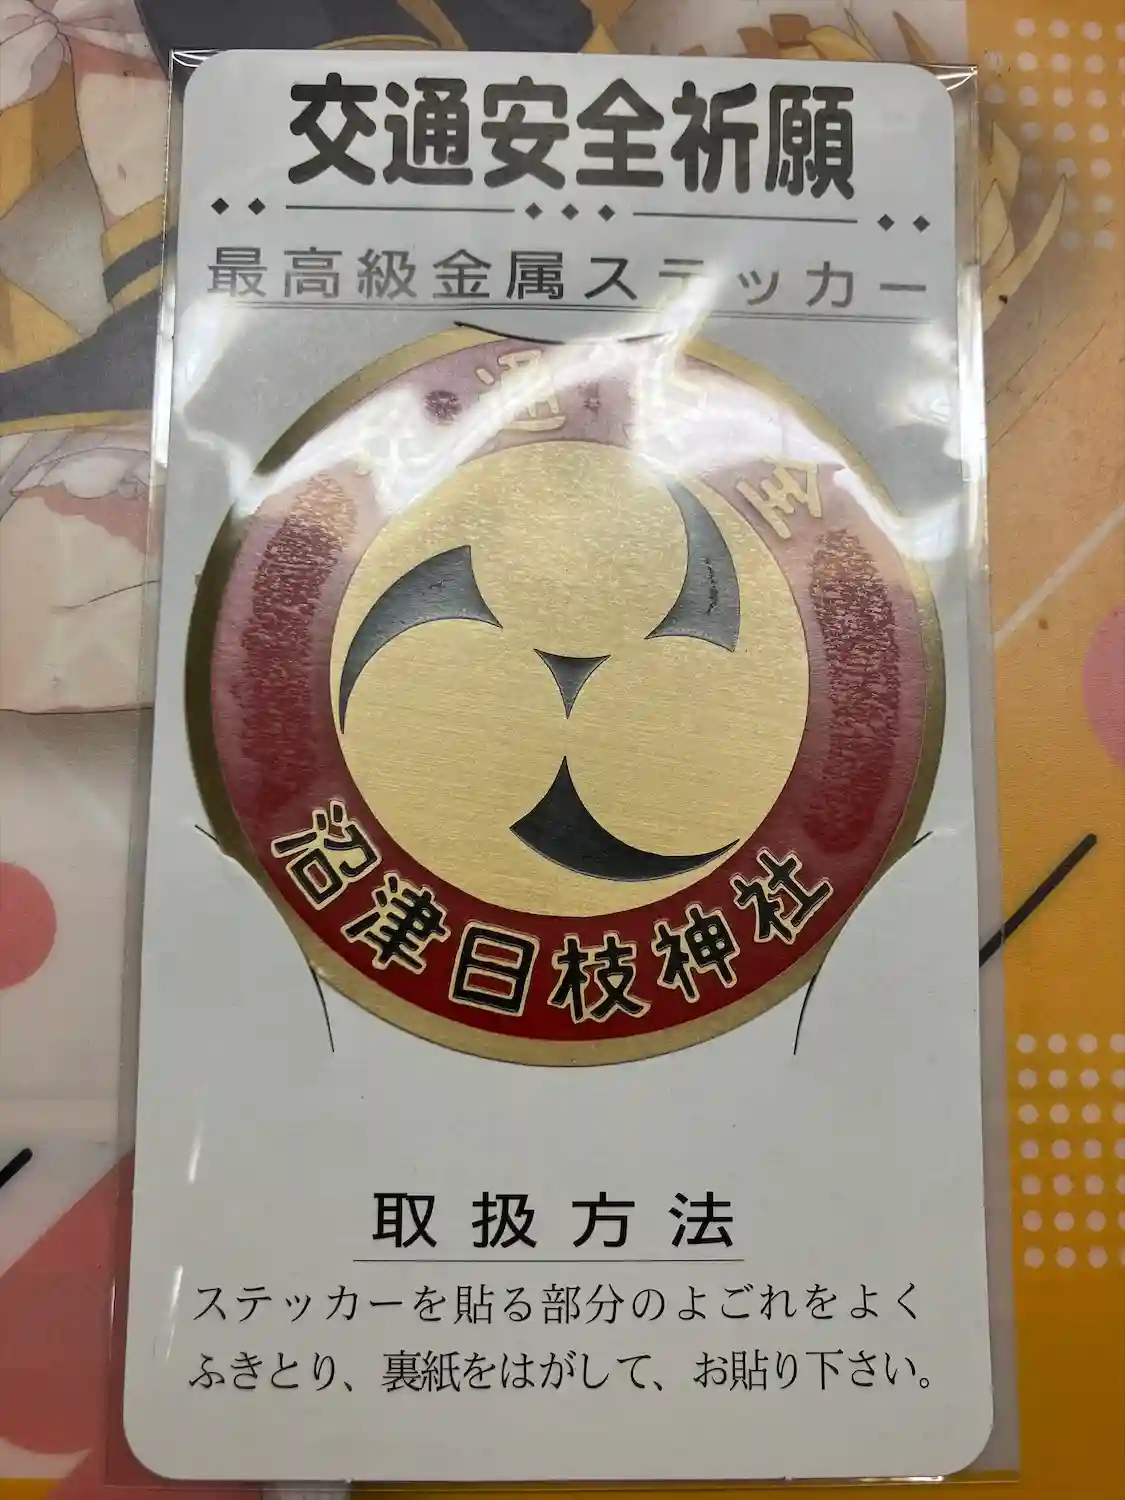 交通安全祈願
最高級金属ステッカー
通安全
沼津日枝神社
取扱方法
ステッカーを貼る部分のよごれをよく
ふきとり、裏紙をはがして、お貼り下さい。